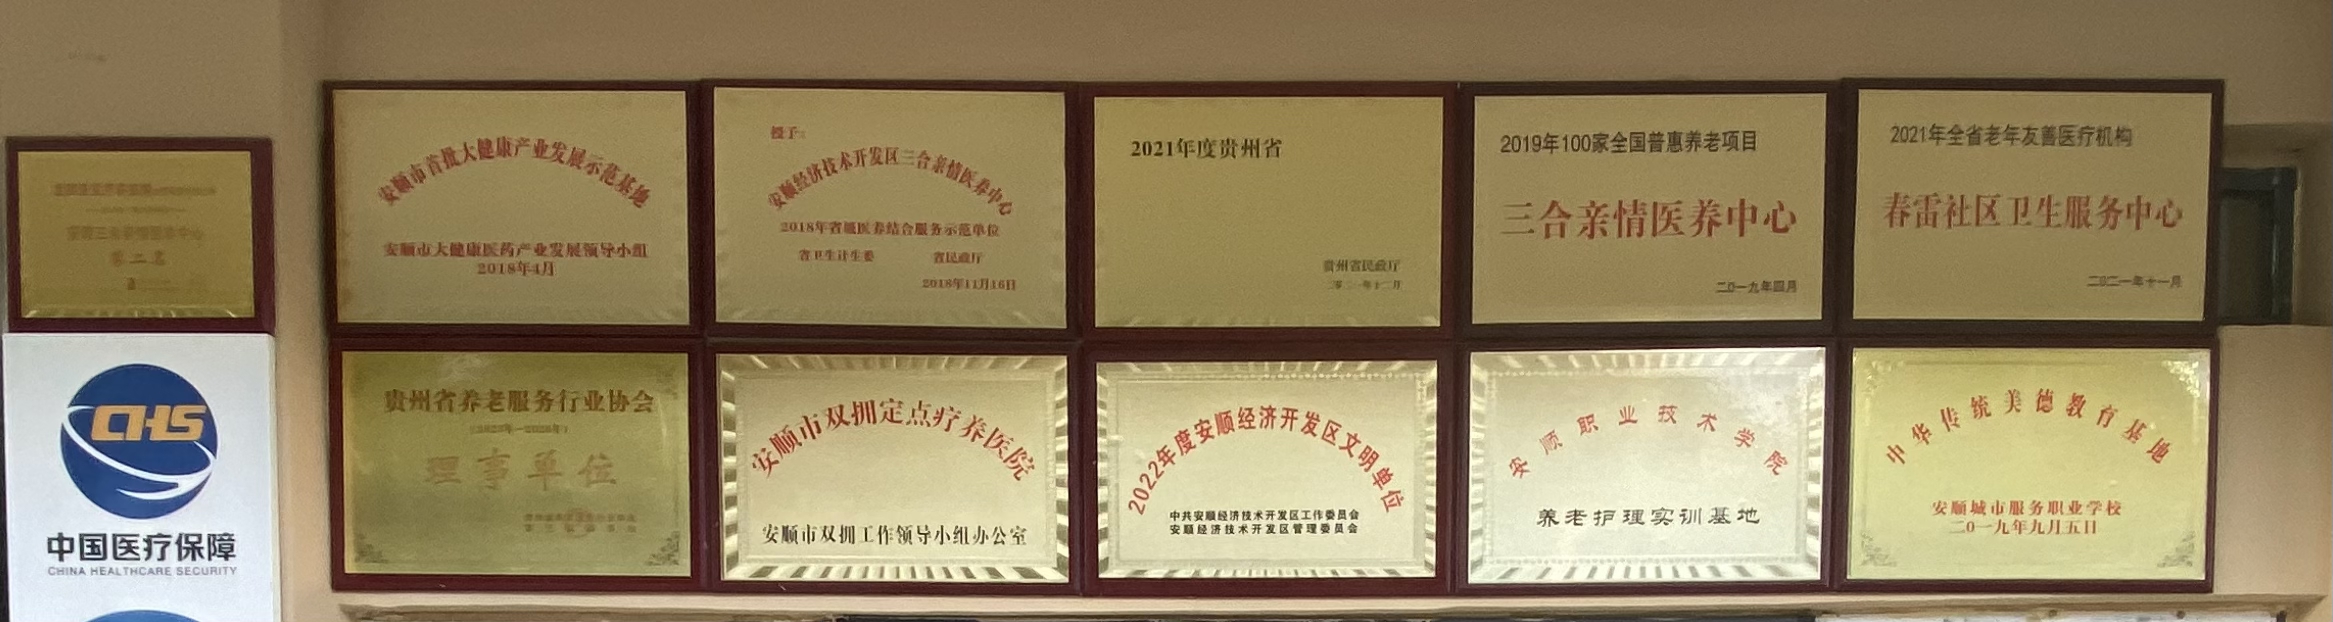 安顺市首批大健康产业发展示范基地
安顺市大健康医药产业发展领导小组
2018年4月
授予:
安顺经济技术开发区三合亲情医养中心
2018年省级医养结合服务示范单位
省卫生计生委 省民政厅
2018年11月16日
2021年度贵州省
贵州省民政厅
二零二一年十二月
2019年100家全国普惠养老项目
三合亲情医养中心
二〇一九年四月
2021年全省老年友善医疗机构
春雷社区卫生服务中心
二〇二一年十一月
第二名
CHS
中国医疗保障
CHINA HEALTHCARE SECURITY
贵州省养老服务行业协会
理事单位
安顺市双拥定点疗养医院
安顺市双拥工作领导小组办公室
2022年度安顺经济开发区文明单位
中共安顺经济技术开发区工作委员会
安顺经济技术开发区管理委员会
安顺职业技术学院
养老护理实训基地
中华传统美德教育基地
安顺城市服务职业学校
二〇一九年九月五日